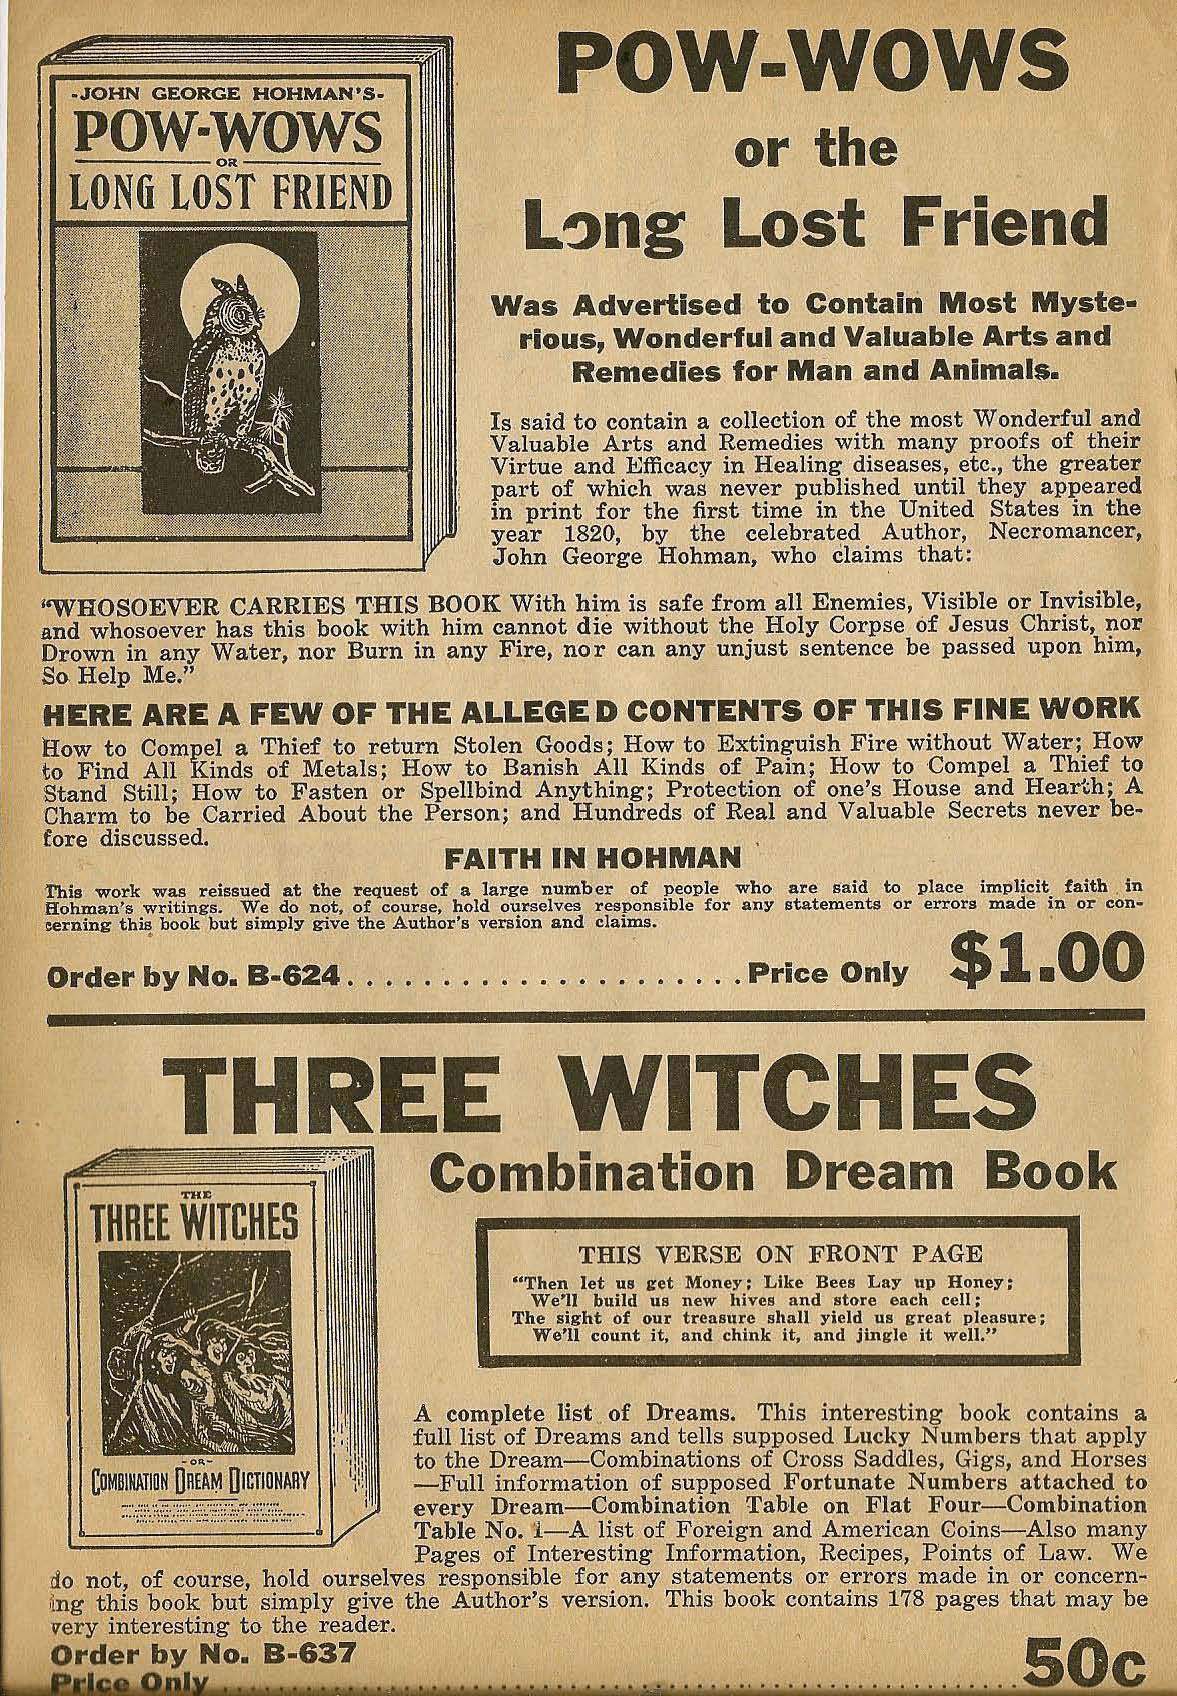 -JOHN GEORGE HOHMAN'S-
POW-WOWS
OR
LONG LOST FRIEND
POW-WOWS
or the
Long Lost Friend
Was Advertised to Contain Most Myste-
rious, Wonderful and Valuable Arts and
Remedies for Man and Animals.
Is said to contain a collection of the most Wonderful and
Valuable Arts and Remedies with many proofs of their
Virtue and Efficacy in Healing diseases, etc., the greater
part of which was never published until they appeared
in print for the first time in the United States in the
year 1820, by the celebrated Author, Necromancer,
John George Hohman, who claims that:
"WHOSOEVER CARRIES THIS BOOK With him is safe from all Enemies, Visible or Invisible,
and whosoever has this book with him cannot die without the Holy Corpse of Jesus Christ, nor
Drown in any Water, nor Burn in any Fire, nor can any unjust sentence be passed upon him,
So Help Me."
HERE ARE A FEW OF THE ALLEGED CONTENTS OF THIS FINE WORK
How to Compel a Thief to return Stolen Goods; How to Extinguish Fire without Water; How
to Find All Kinds of Metals; How to Banish All Kinds of Pain; How to Compel a Thief to
Stand Still; How to Fasten or Spellbind Anything; Protection of one's House and Hearth; A
Charm to be Carried About the Person; and Hundreds of Real and Valuable Secrets never be-
fore discussed.
FAITH IN HOHMAN
This work was reissued at the request of a large number of people who are said to place implicit faith in
Hohman's writings. We do not, of course, hold ourselves responsible for any statements or errors made in or con-
cerning this book but simply give the Author's version and claims.
Order by No. B-624......................Price Only $1.00
THREE WITCHES
Combination Dream Book
THE
THREE WITCHES
-OR-
COMBINATION DREAM DICTIONARY
THIS VERSE ON FRONT PAGE
"Then let us get Money; Like Bees Lay up Honey;
We'll build us new hives and store each cell;
The sight of our treasure shall yield us great pleasure;
We'll count it, and chink it, and jingle it well."
A complete list of Dreams. This interesting book contains a
full list of Dreams and tells supposed Lucky Numbers that apply
to the Dream—Combinations of Cross Saddles, Gigs, and Horses
—Full information of supposed Fortunate Numbers attached to
every Dream—Combination Table on Flat Four—Combination
Table No. 1—A list of Foreign and American Coins—Also many
Pages of Interesting Information, Recipes, Points of Law. We
do not, of course, hold ourselves responsible for any statements or errors made in or concern-
ing this book but simply give the Author's version. This book contains 178 pages that may be
very interesting to the reader.
Order by No. B-637
Price Only ............................................ 50c